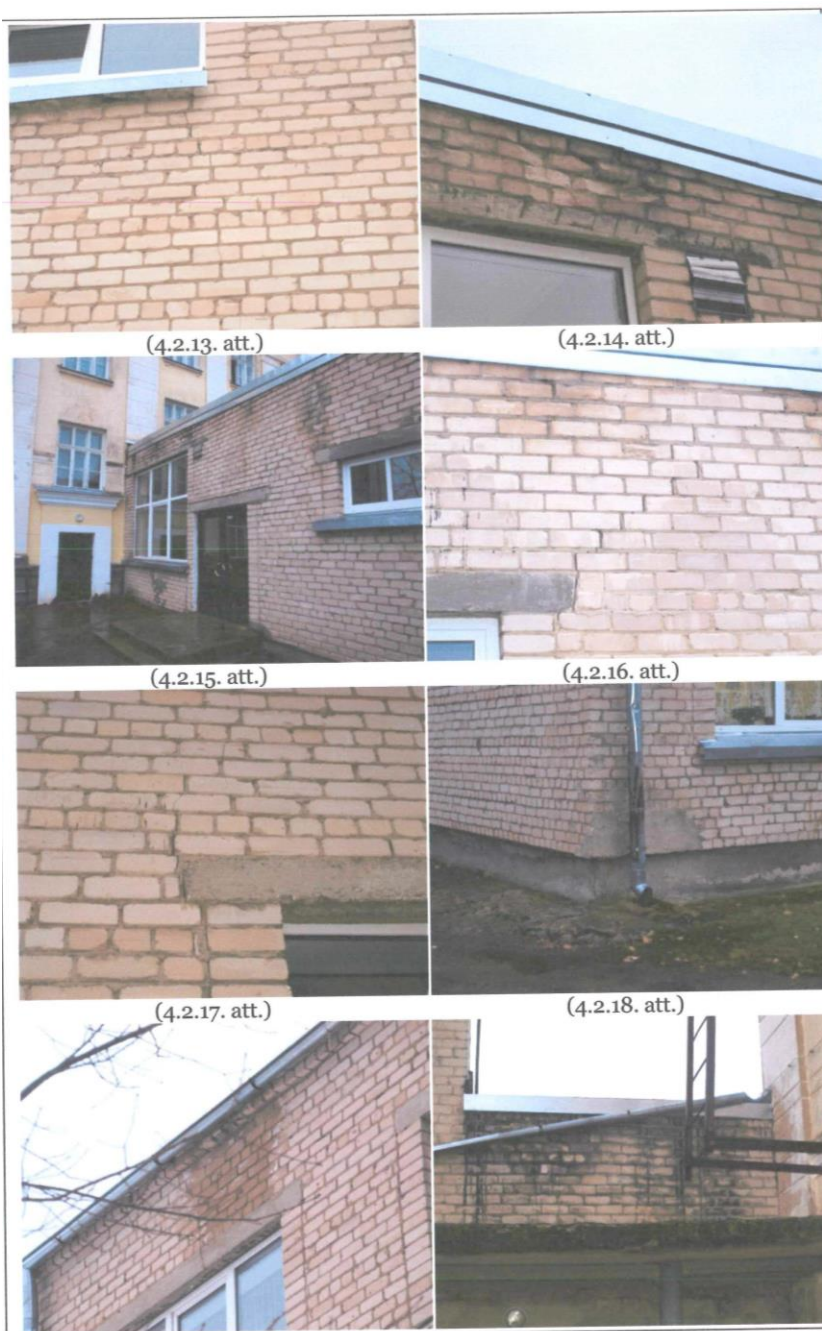 (4.2.13. att.) (4.2.14. att.)
(4.2.15. att.) (4.2.16. att.)
(4.2.17. att.) (4.2.18. att.)